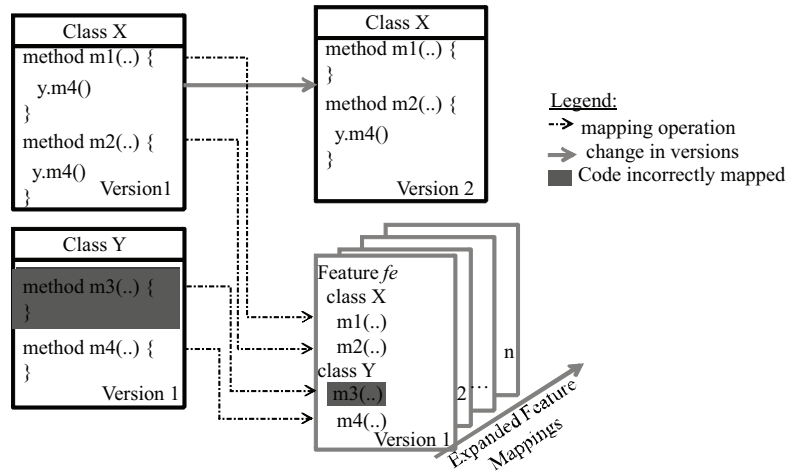 Class X
method m1(..) {
y.m4()
}
method m2(..) {
y.m4()
}
Version1
Class X
method m1(..) {
}
method m2(..) {
y.m4()
}
Version 2
Legend:
mapping operation
change in versions
Code incorrectly mapped
Class Y
method m3(..) {
}
method m4(..) {
}
Version 1
Feature fe
class X
m1(..)
m2(..)
class Y
m3(..)
m4(..)
Version 1
2
...
n
Expanded Feature
Mappings